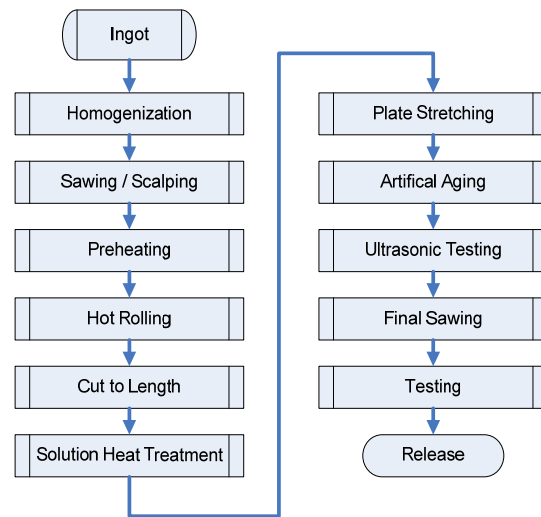 Ingot
Homogenization
Sawing / Scalping
Preheating
Hot Rolling
Cut to Length
Solution Heat Treatment
Plate Stretching
Artifical Aging
Ultrasonic Testing
Final Sawing
Testing
Release